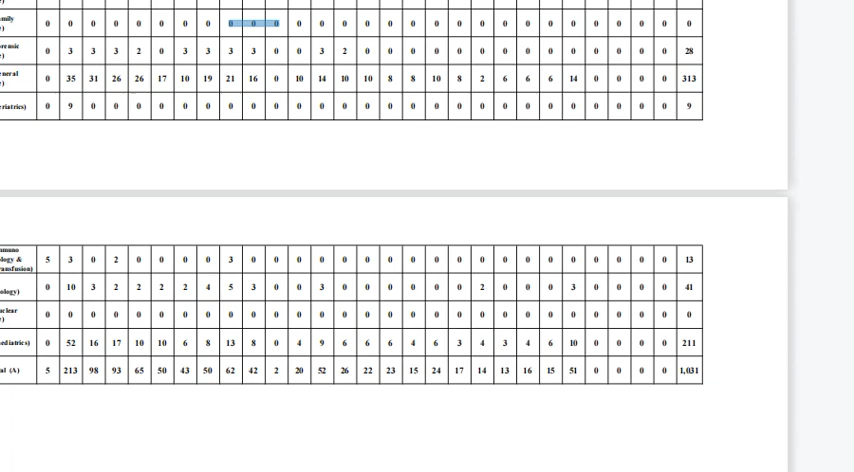 mily 0 0 0 0 0 0 0 0 0 0 0 0 0 0 0 0 0 0 0 0 0 0 0 0 0 0 0 0 0
e)
rensic 0 3 3 3 2 0 3 3 3 3 0 0 3 2 0 0 0 0 0 0 0 0 0 0 0 0 0 0 28
e)
neral 0 35 31 26 26 17 10 19 21 16 0 10 14 10 10 8 8 10 8 2 6 6 6 14 0 0 0 0 313
e)
riatrics) 0 9 0 0 0 0 0 0 0 0 0 0 0 0 0 0 0 0 0 0 0 0 0 0 0 0 0 0 9
mmuno
ology & 5 3 0 2 0 0 0 0 3 0 0 0 0 0 0 0 0 0 0 0 0 0 0 0 0 0 0 0 13
ransfusion)
ology) 0 10 3 2 2 2 2 4 5 3 0 0 3 0 0 0 0 0 0 2 0 0 0 3 0 0 0 0 41
uclear 0 0 0 0 0 0 0 0 0 0 0 0 0 0 0 0 0 0 0 0 0 0 0 0 0 0 0 0 0
e)
ediatrics) 0 52 16 17 10 10 6 8 13 8 0 4 9 6 6 6 4 6 3 4 3 4 6 10 0 0 0 0 211
al (A) 5 213 98 93 65 50 43 50 62 42 2 20 52 26 22 23 15 24 17 14 13 16 15 51 0 0 0 0 1,031